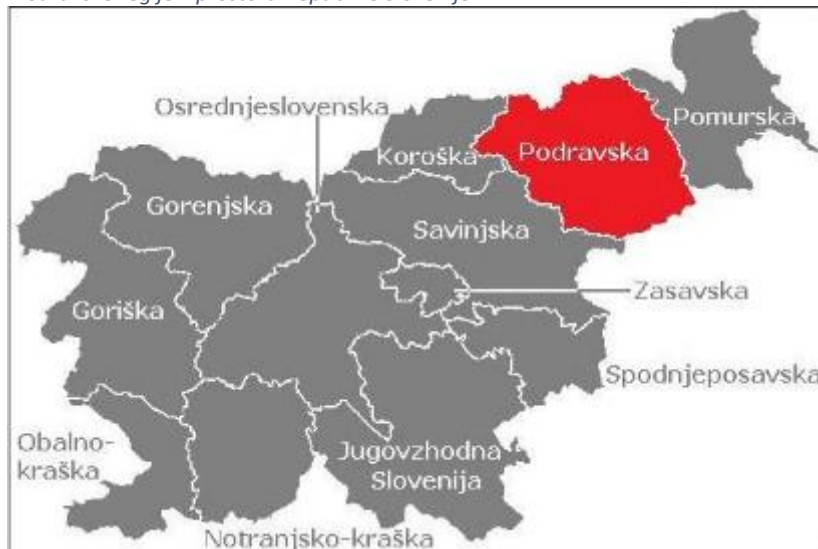 Osrednjeslovenska
Pomurska
Koroška
Podravska
Gorenjska
Savinjska
Zasavska
Goriška
Spodnjeposavska
Obalno-
kraška
Jugovzhodna
Slovenija
Notranjsko-kraška